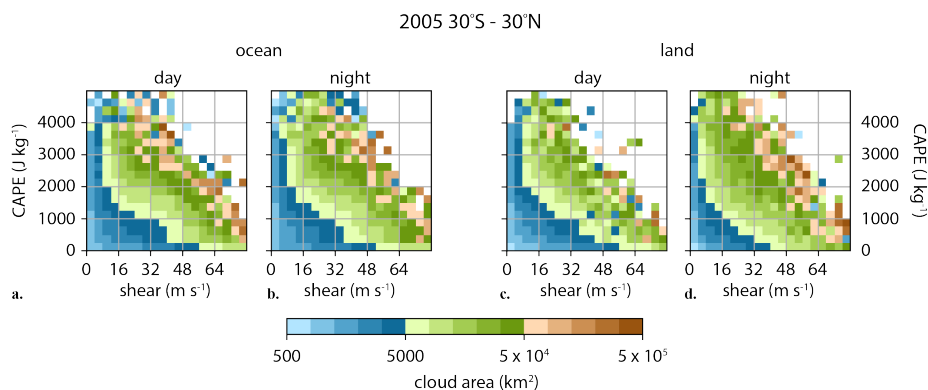 2005 30°S - 30°N
ocean land
day night day night
CAPE (J kg⁻¹)
4000
3000
2000
1000
0
4000
3000
2000
1000
0
CAPE (J kg⁻¹)
0 16 32 48 64 0 16 32 48 64 0 16 32 48 64 0 16 32 48 64
a. shear (m s⁻¹) b. shear (m s⁻¹) c. shear (m s⁻¹) d. shear (m s⁻¹)
500 5000 5 x 10⁴ 5 x 10⁵
cloud area (km²)